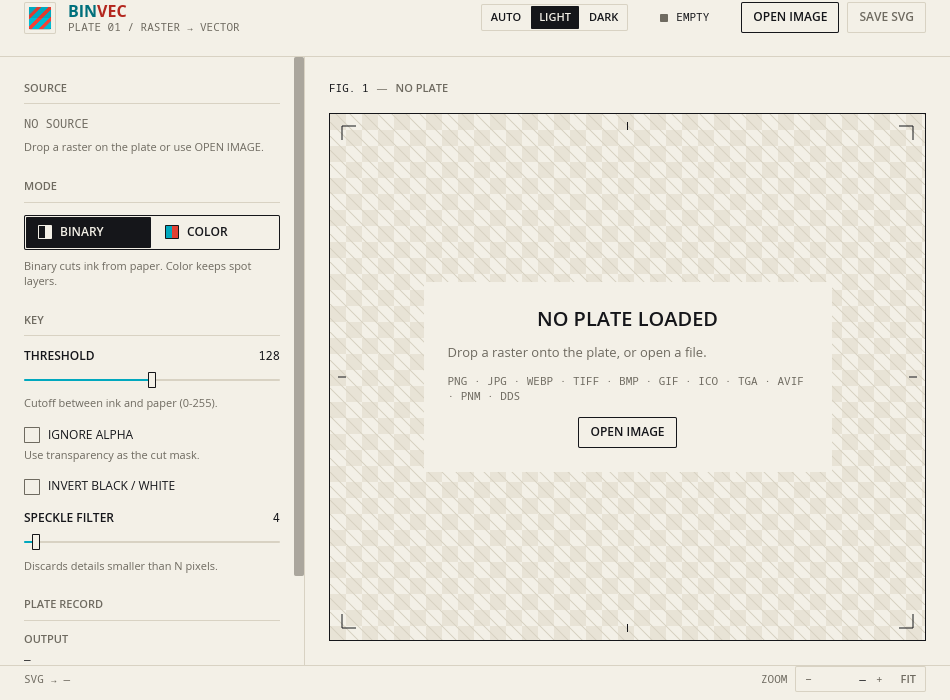 BINVEC
PLATE 01 / RASTER → VECTOR
AUTO LIGHT DARK
EMPTY
OPEN IMAGE
SAVE SVG
SOURCE
NO SOURCE
Drop a raster on the plate or use OPEN IMAGE.
MODE
BINARY COLOR
Binary cuts ink from paper. Color keeps spot
layers.
KEY
THRESHOLD 128
Cutoff between ink and paper (0-255).
IGNORE ALPHA
Use transparency as the cut mask.
INVERT BLACK / WHITE
SPECKLE FILTER 4
Discards details smaller than N pixels.
PLATE RECORD
OUTPUT
—
FIG. 1 — NO PLATE
NO PLATE LOADED
Drop a raster onto the plate, or open a file.
PNG · JPG · WEBP · TIFF · BMP · GIF · ICO · TGA · AVIF
· PNM · DDS
OPEN IMAGE
SVG → —
ZOOM − — + FIT